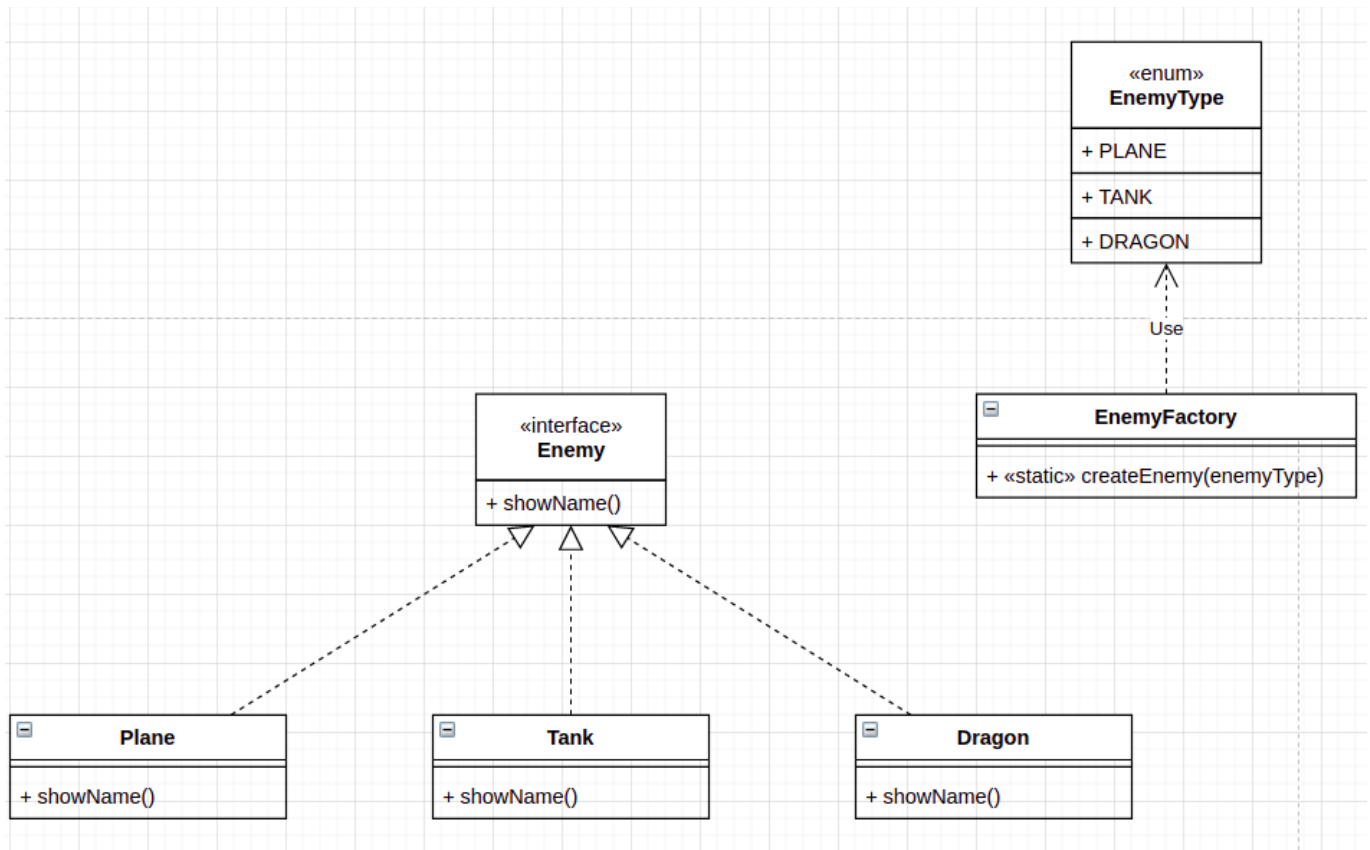 «enum»
EnemyType
+ PLANE
+ TANK
+ DRAGON
Use
«interface»
Enemy
+ showName()
EnemyFactory
+ «static» createEnemy(enemyType)
Plane
+ showName()
Tank
+ showName()
Dragon
+ showName()